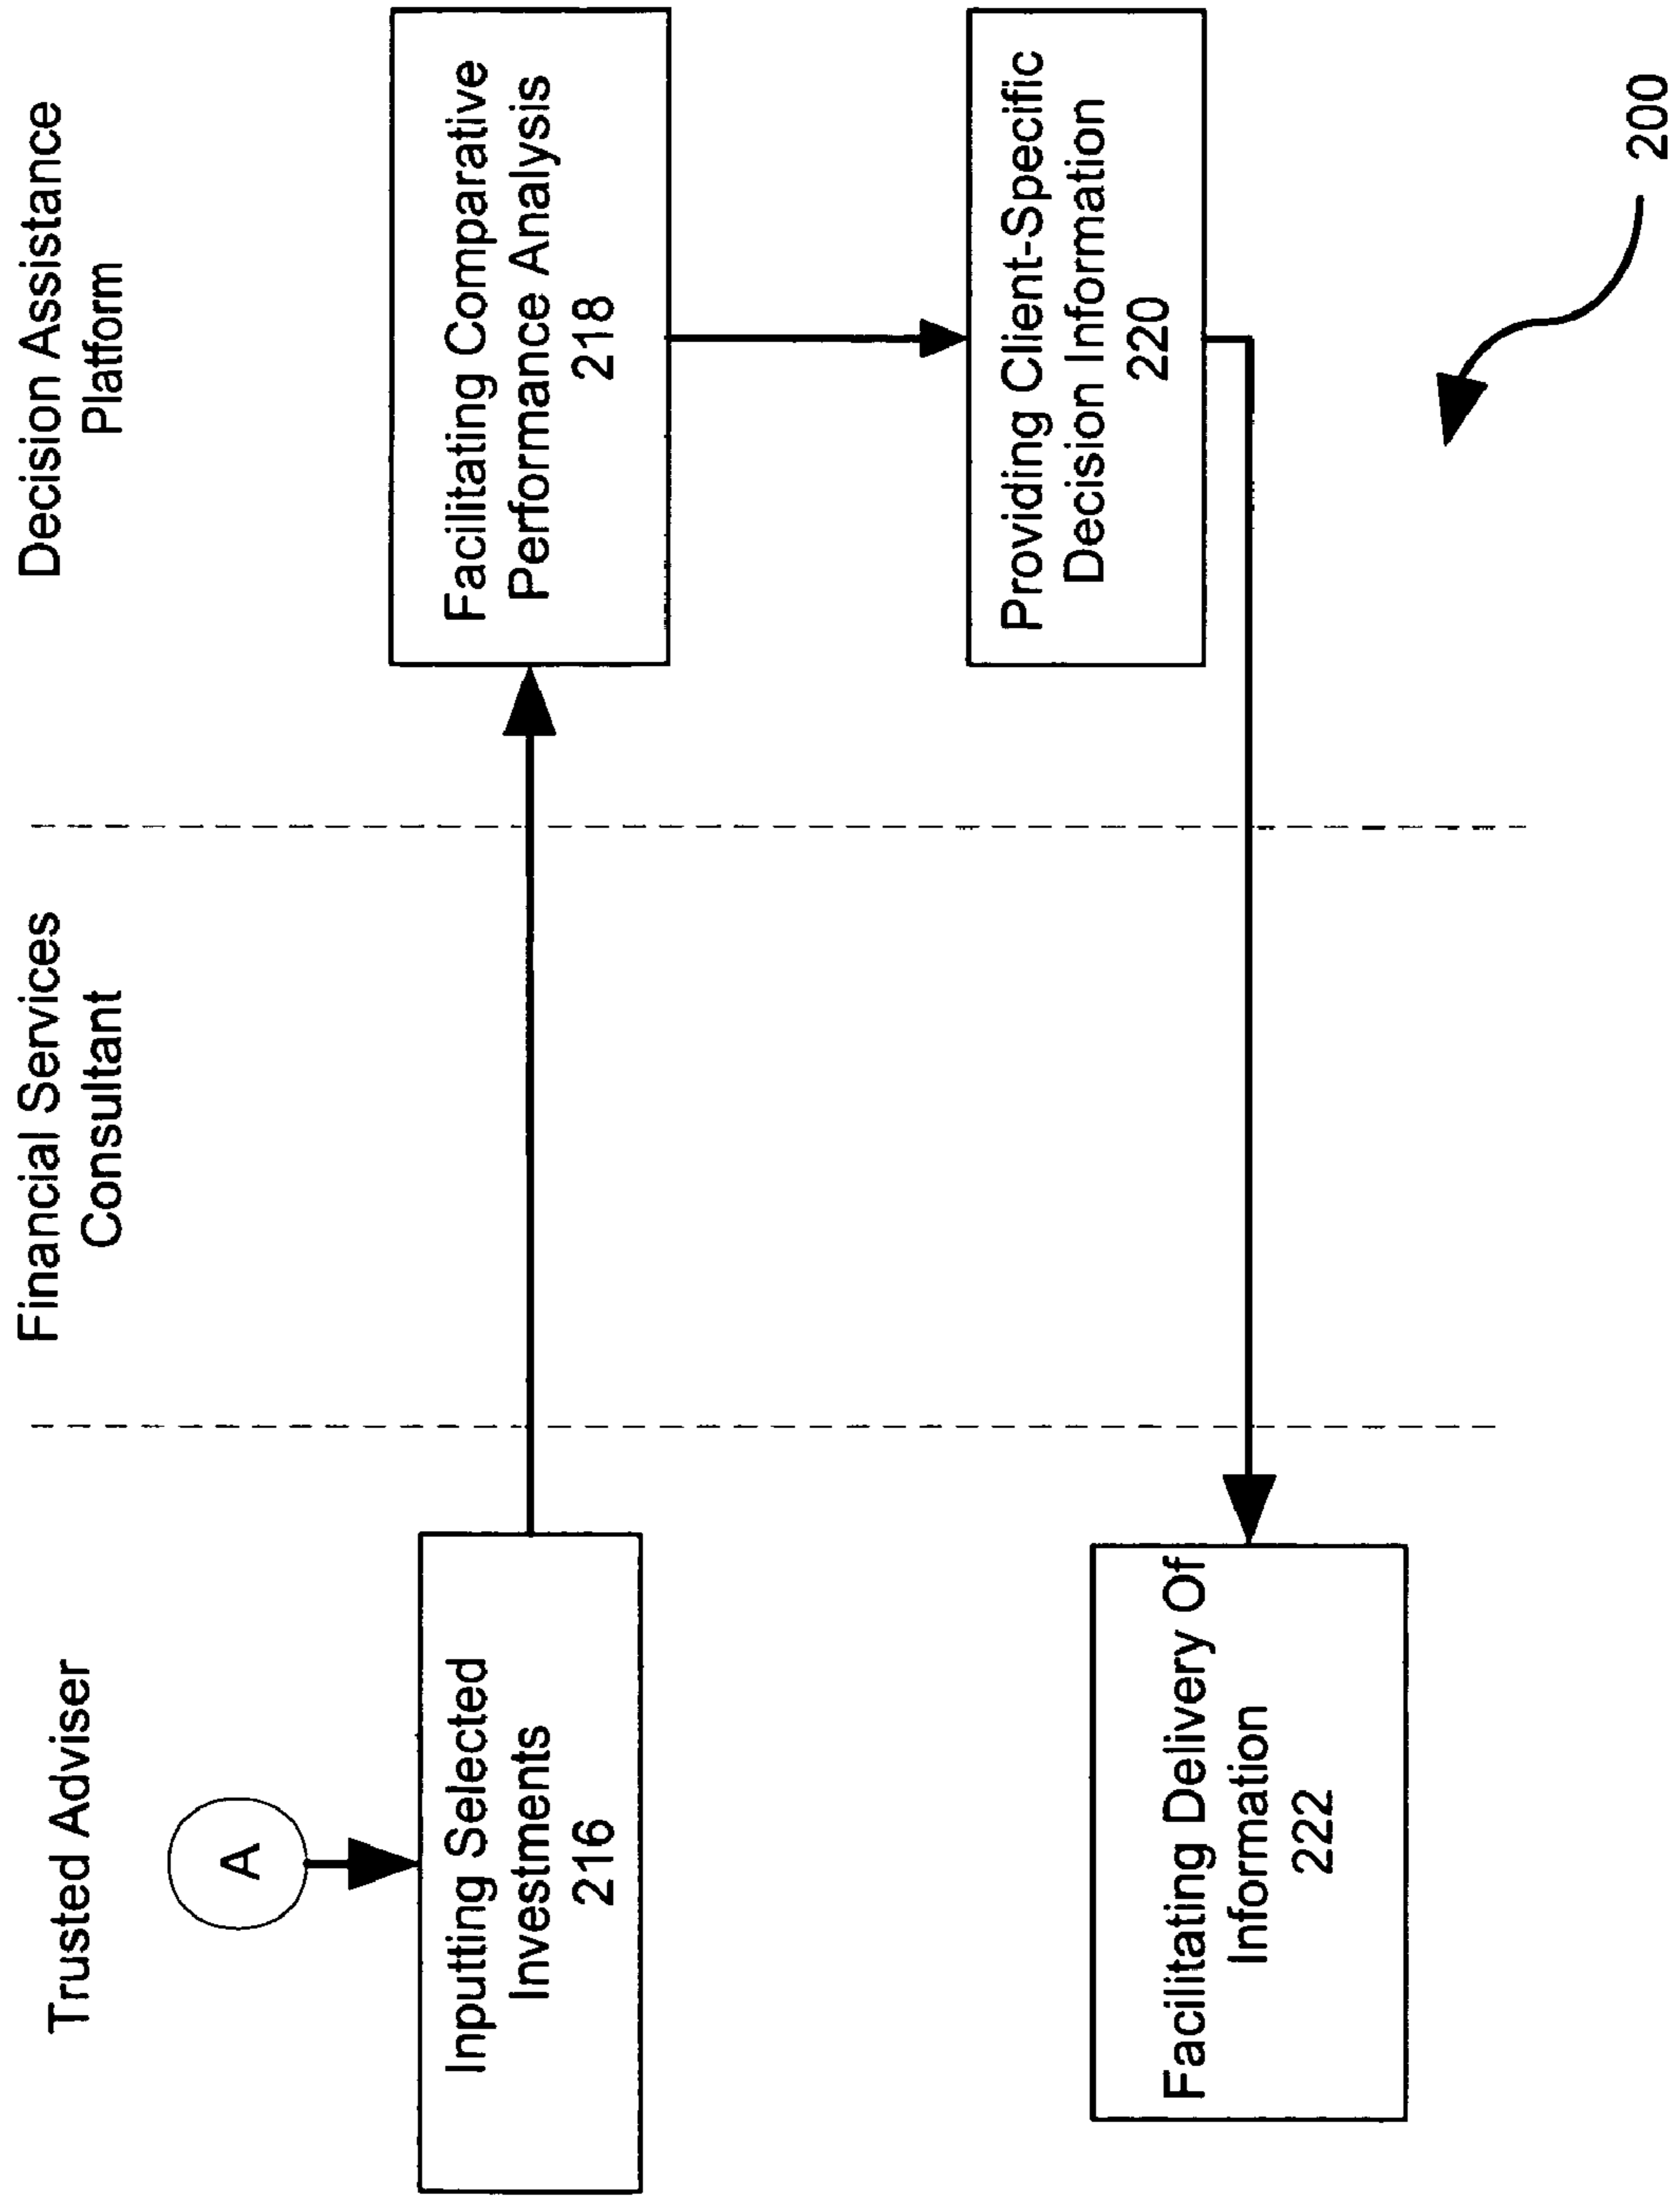 Trusted Adviser
Financial Services
Consultant
Decision Assistance
Platform
A
Inputting Selected
Investments
216
Facilitating Comparative
Performance Analysis
218
Providing Client-Specific
Decision Information
220
Facilitating Delivery Of
Information
222
200